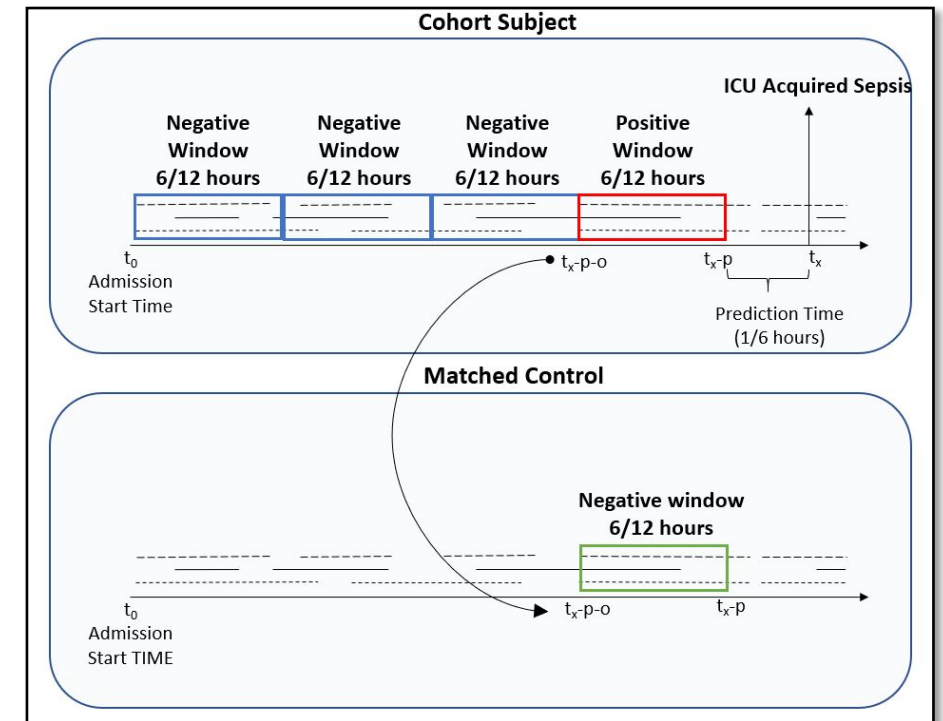 Cohort Subject
ICU Acquired Sepsis
Negative Window 6/12 hours
Negative Window 6/12 hours
Negative Window 6/12 hours
Positive Window 6/12 hours
t0
Admission
Start Time
tx-p-o
tx-p
tx
Prediction Time
(1/6 hours)
Matched Control
Negative window
6/12 hours
t0
Admission
Start TIME
tx-p-o
tx-p